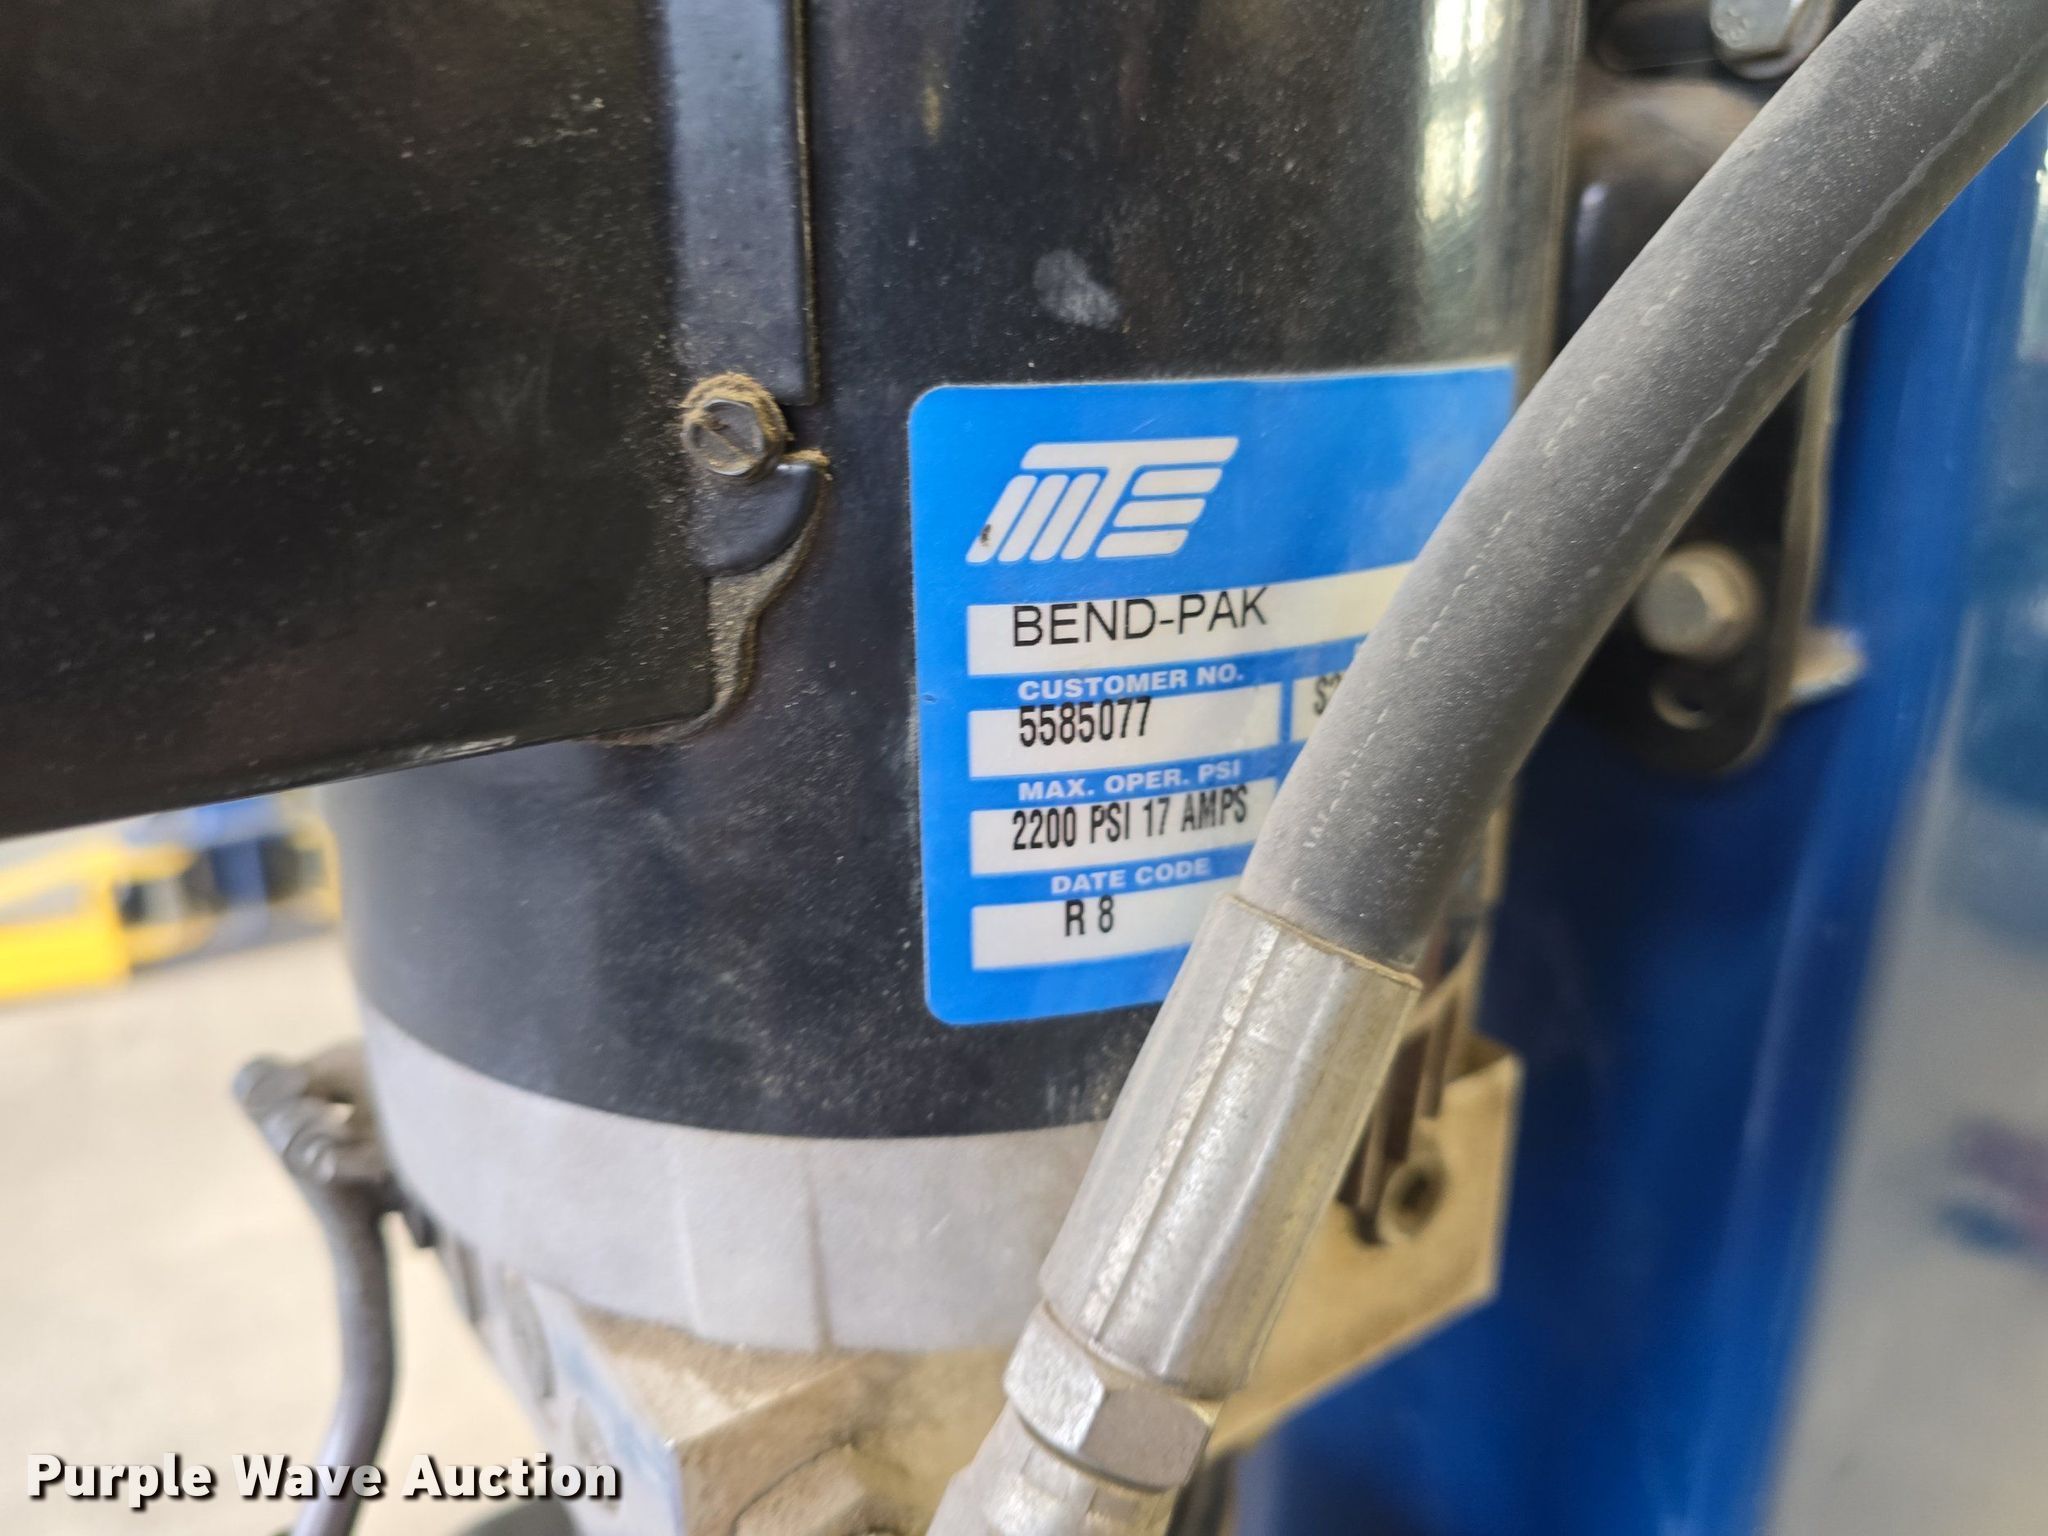 MTE
BEND-PAK
CUSTOMER NO.
5585077
MAX. OPER. PSI
2200 PSI 17 AMPS
DATE CODE
R 8
Purple Wave Auction